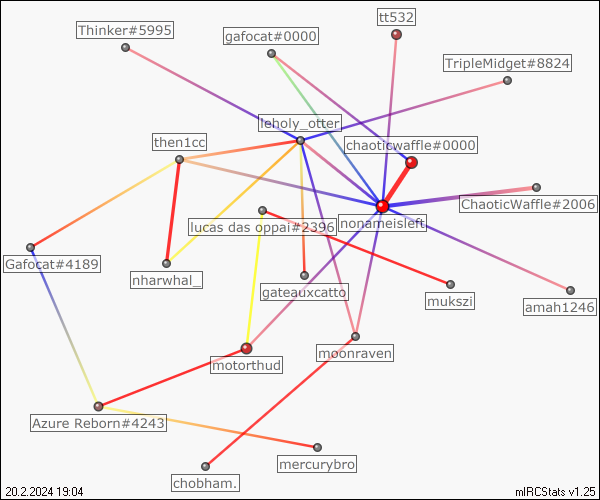 tt532
Thinker#5995
gafocat#0000
TripleMidget#8824
leholy_otter
then1cc
chaoticwaffle#0000
ChaoticWaffle#2006
nonameisleft
lucas das oppai#2396
Gafocat#4189
nharwhal_
gateauxcatto
mukszi
amah1246
motorthud
moonraven
Azure Reborn#4243
mercurybro
chobham.
20.2.2024 19:04
mIRCStats v1.25